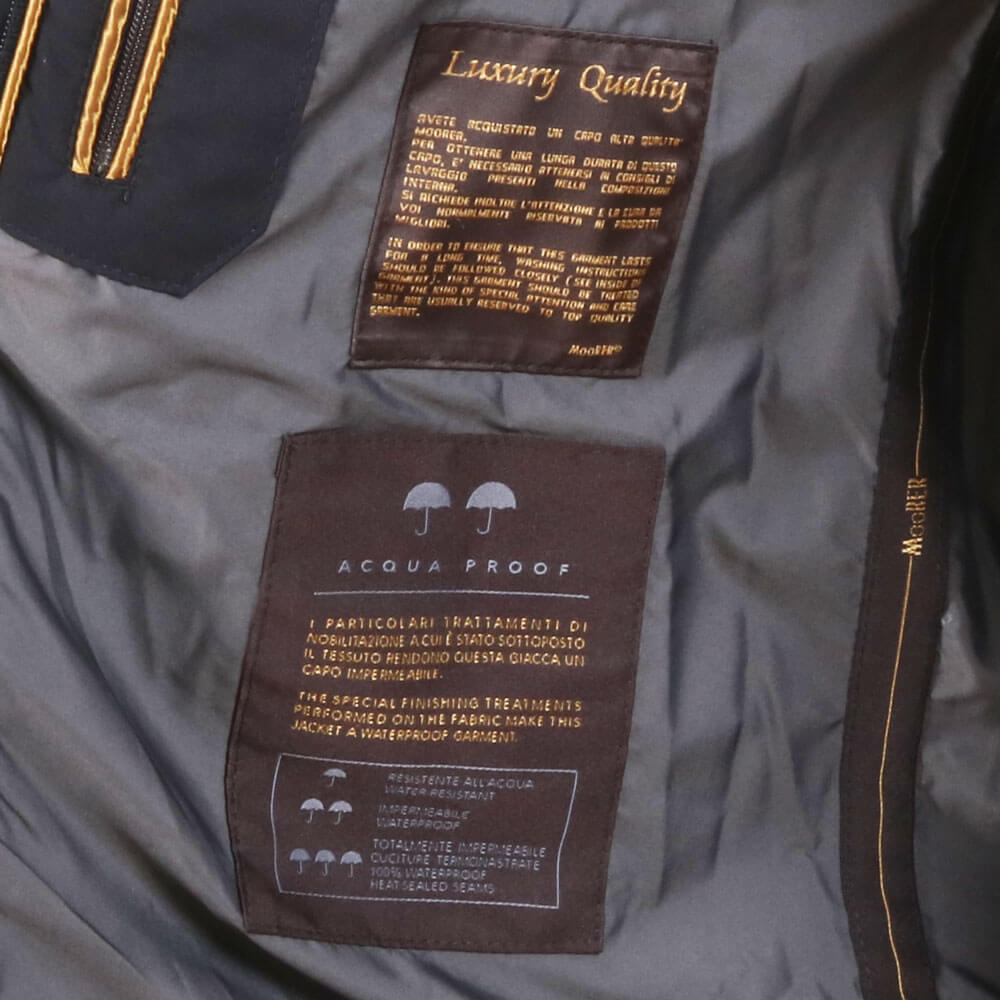 Luxury Quality
AVETE ACQUISTATO UN CAPO ALTA QUALITA'
MOORER.
PER OTTENERE UNA LUNGA DURATA DI QUESTO
CAPO, E' NECESSARIO ATTENERSI AI CONSIGLI DI
LAVAGGIO PRESENTI NELLA COMPOSIZIONE
INTERNA.
SI RICHIEDE INOLTRE L'ATTENZIONE E LA CURA DA
VOI NORMALMENTE RISERVATA AI PRODOTTI
MIGLIORI.
IN ORDER TO ENSURE THAT THIS GARMENT LASTS
FOR A LONG TIME, WASHING INSTRUCTIONS
SHOULD BE FOLLOWED CLOSELY (SEE INSIDE OF
GARMENT). THIS GARMENT SHOULD BE TREATED
WITH THE KIND OF SPECIAL ATTENTION AND CARE
THAT ARE USUALLY RESERVED TO TOP QUALITY
GARMENT.
MooRER®
ACQUA PROOF
I PARTICOLARI TRATTAMENTI DI
NOBILITAZIONE A CUI È STATO SOTTOPOSTO
IL TESSUTO RENDONO QUESTA GIACCA UN
CAPO IMPERMEABILE.
THE SPECIAL FINISHING TREATMENTS
PERFORMED ON THE FABRIC MAKE THIS
JACKET A WATERPROOF GARMENT.
RESISTENTE ALL'ACQUA
WATER RESISTANT
IMPERMEABILE
WATERPROOF
TOTALMENTE IMPERMEABILE
CUCITURE TERMONASTRATE
100% WATERPROOF
HEAT SEALED SEAMS
MooRER